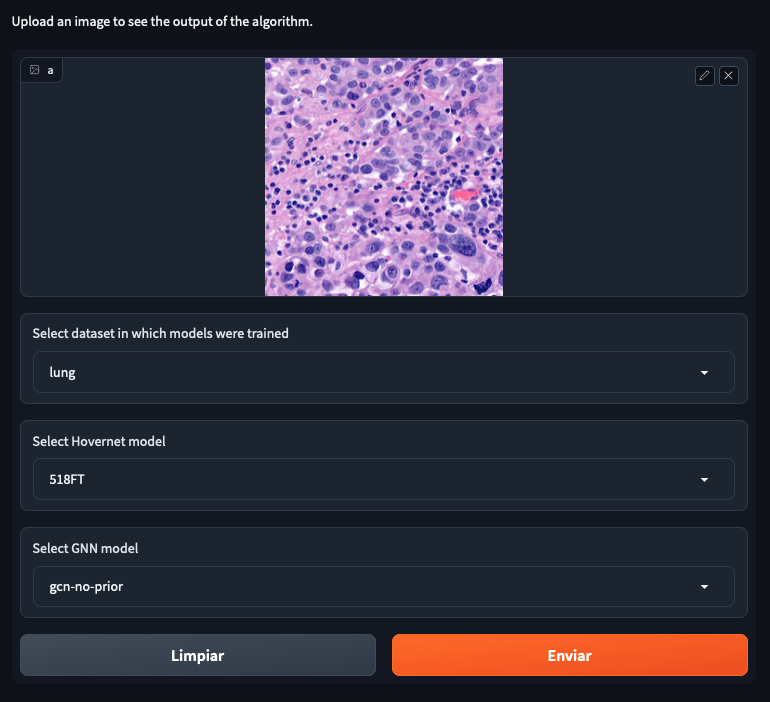 Upload an image to see the output of the algorithm.
a
Select dataset in which models were trained
lung
Select Hovernet model
518FT
Select GNN model
gcn-no-prior
Limpiar
Enviar